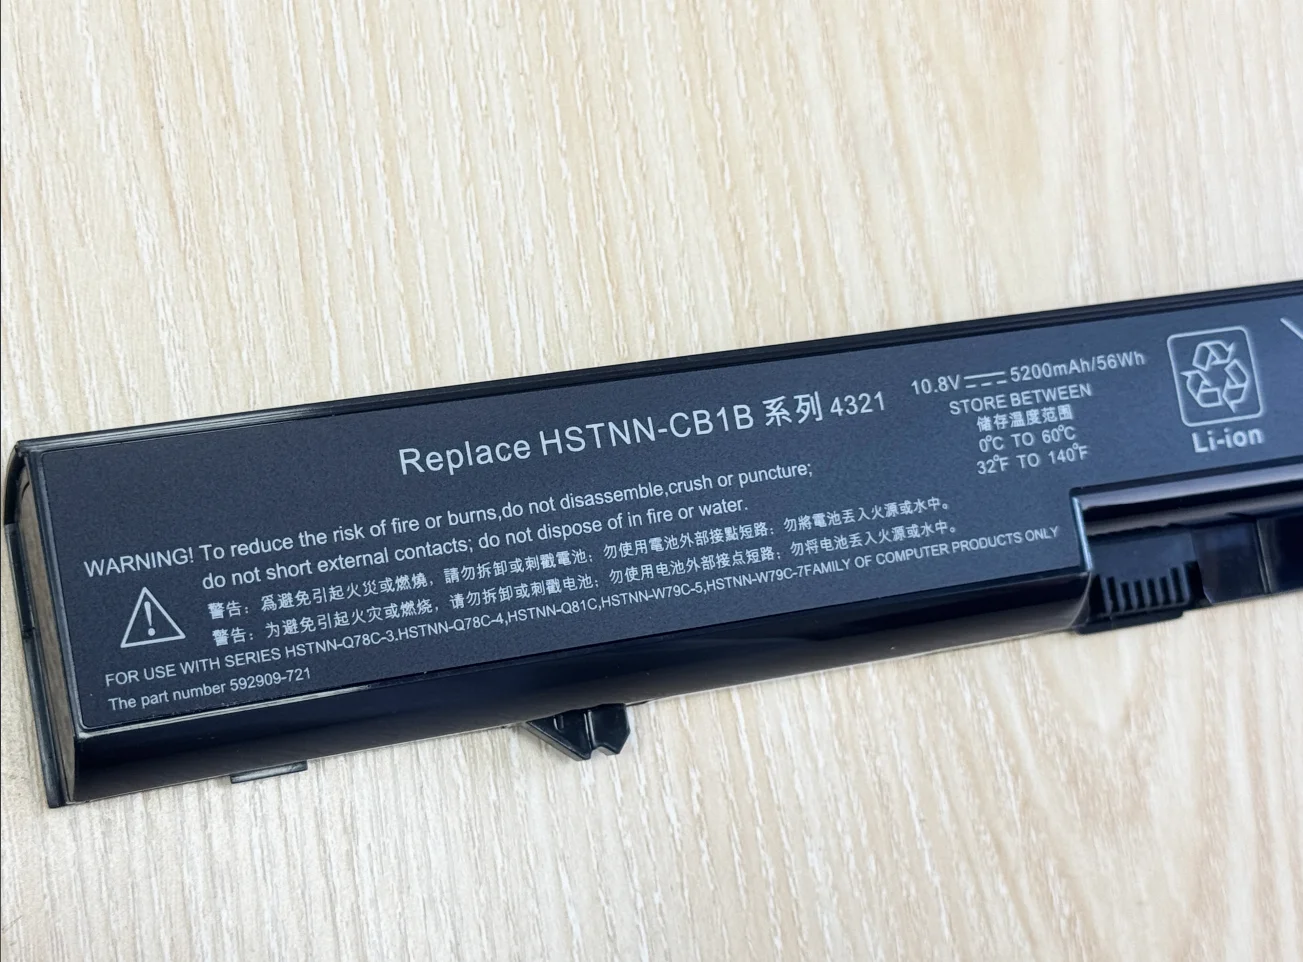 Replace HSTNN-CB1B 系列 4321
10.8V 5200mAh/56Wh
STORE BETWEEN
儲存溫度范圍
0℃ TO 60℃
32℉ TO 140℉
Li-ion
WARNING! To reduce the risk of fire or burns,do not disassemble,crush or puncture;
do not short external contacts; do not dispose of in fire or water.
警告：爲避免引起火災或燃燒，請勿拆卸或刺戳電池；勿使用電池外部接點短路；勿將電池丟入火源或水中。
警告：为避免引起火灾或燃烧，请勿拆卸或刺戳电池；勿使用电池外部接点短路；勿将电池丢入火源或水中。
FOR USE WITH SERIES HSTNN-Q78C-3.HSTNN-Q78C-4,HSTNN-Q81C,HSTNN-W79C-5,HSTNN-W79C-7FAMILY OF COMPUTER PRODUCTS ONLY
The part number 592909-721